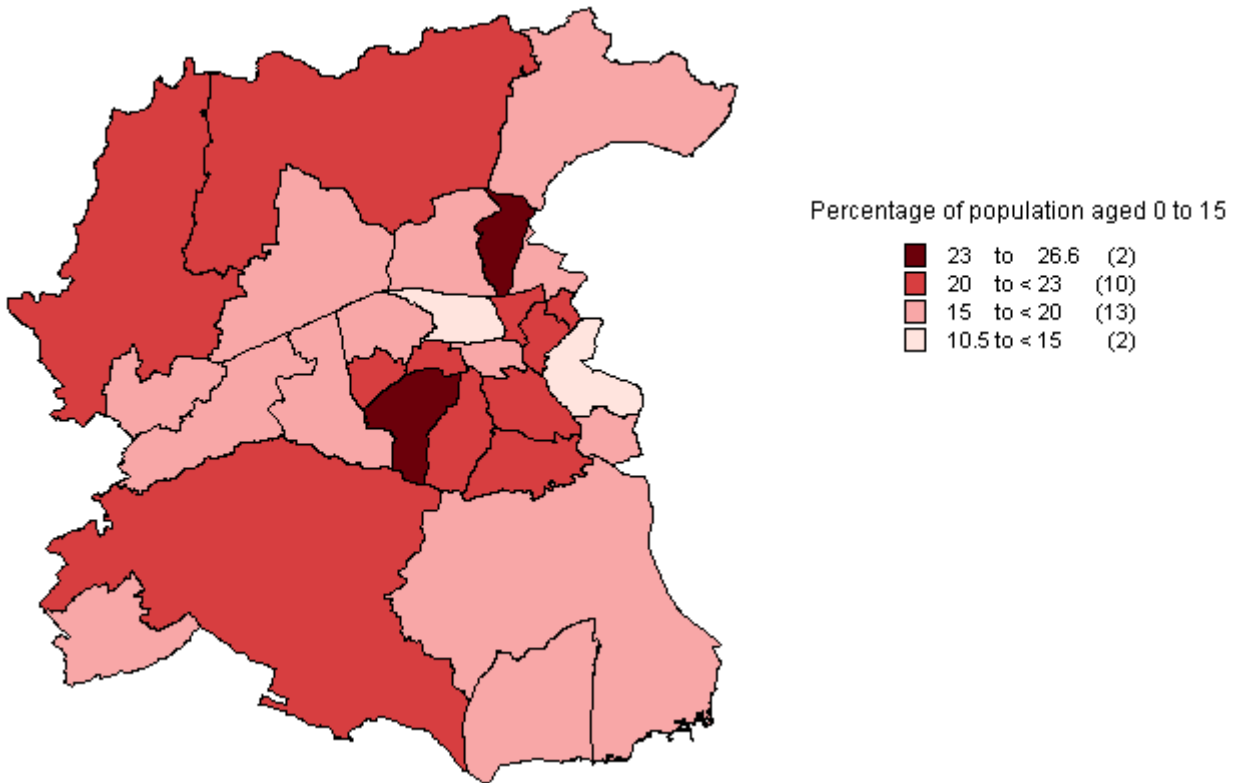 Percentage of population aged 0 to 15
23 to 26.6 (2)
20 to < 23 (10)
15 to < 20 (13)
10.5 to < 15 (2)